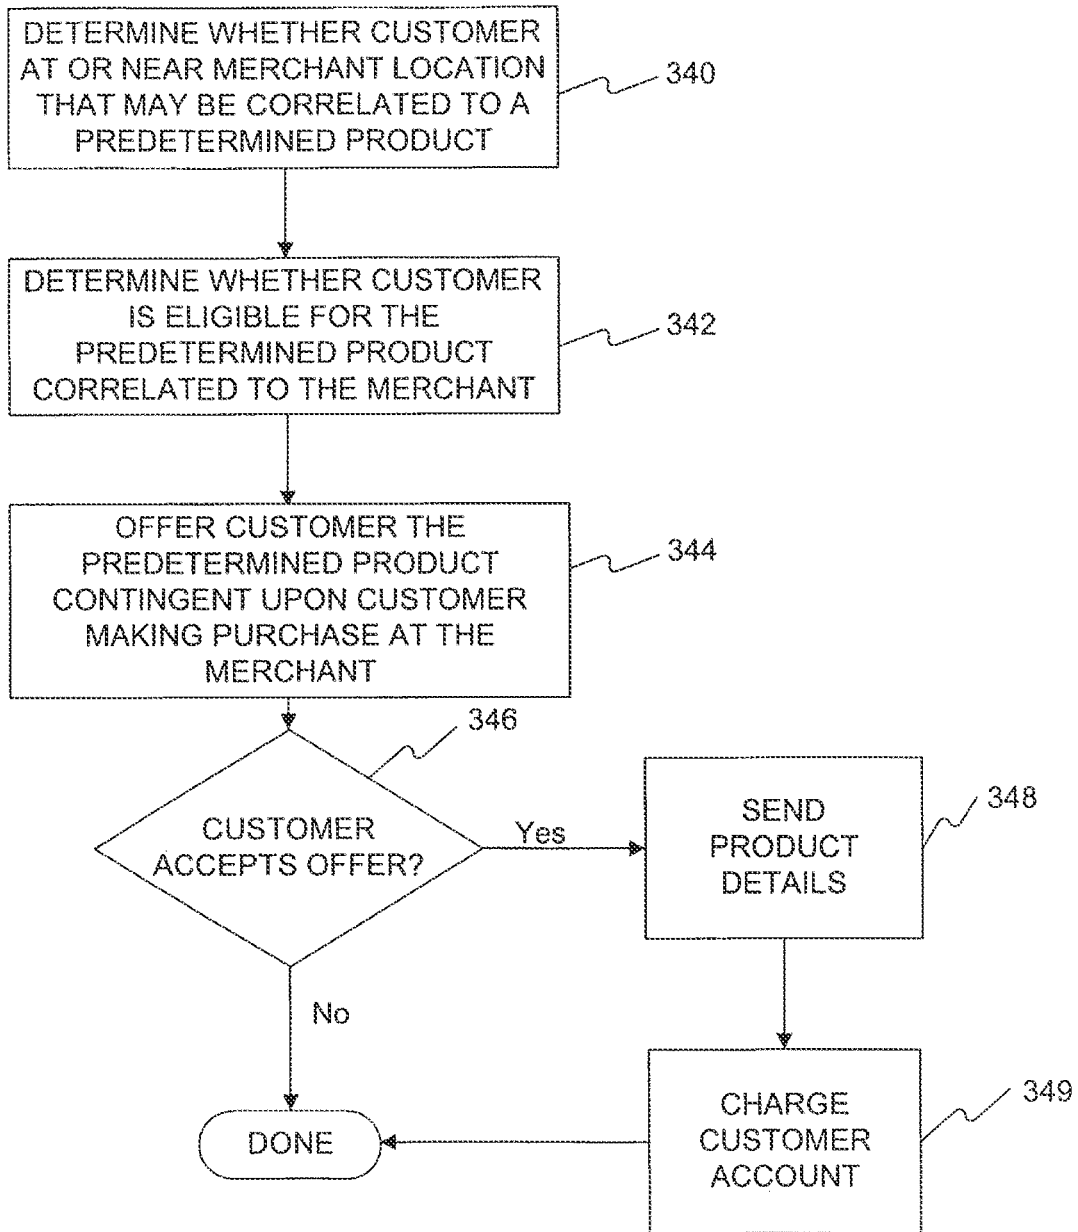 DETERMINE WHETHER CUSTOMER
AT OR NEAR MERCHANT LOCATION
THAT MAY BE CORRELATED TO A
PREDETERMINED PRODUCT
340
DETERMINE WHETHER CUSTOMER
IS ELIGIBLE FOR THE
PREDETERMINED PRODUCT
CORRELATED TO THE MERCHANT
342
OFFER CUSTOMER THE
PREDETERMINED PRODUCT
CONTINGENT UPON CUSTOMER
MAKING PURCHASE AT THE
MERCHANT
344
346
CUSTOMER
ACCEPTS OFFER?
Yes
SEND
PRODUCT
DETAILS
348
No
CHARGE
CUSTOMER
ACCOUNT
349
DONE